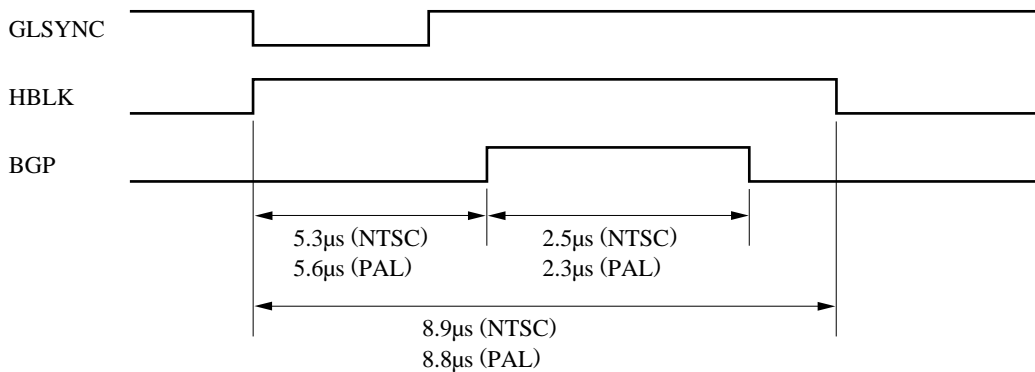 GLSYNC
HBLK
BGP
5.3µs (NTSC)
5.6µs (PAL)
2.5µs (NTSC)
2.3µs (PAL)
8.9µs (NTSC)
8.8µs (PAL)